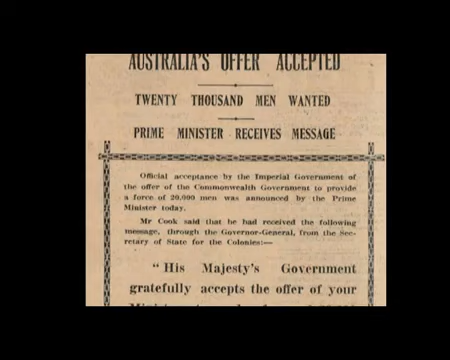 AUSTRALIA'S OFFER ACCEPTED
TWENTY THOUSAND MEN WANTED
PRIME MINISTER RECEIVES MESSAGE
Official acceptance by the Imperial Government of
the offer of the Commonwealth Government to provide
a force of 20,000 men was announced by the Prime
Minister today.
Mr Cook said that he had received the following
message, through the Governor-General, from the Sec-
retary of State for the Colonies:—
"His Majesty's Government
gratefully accepts the offer of your